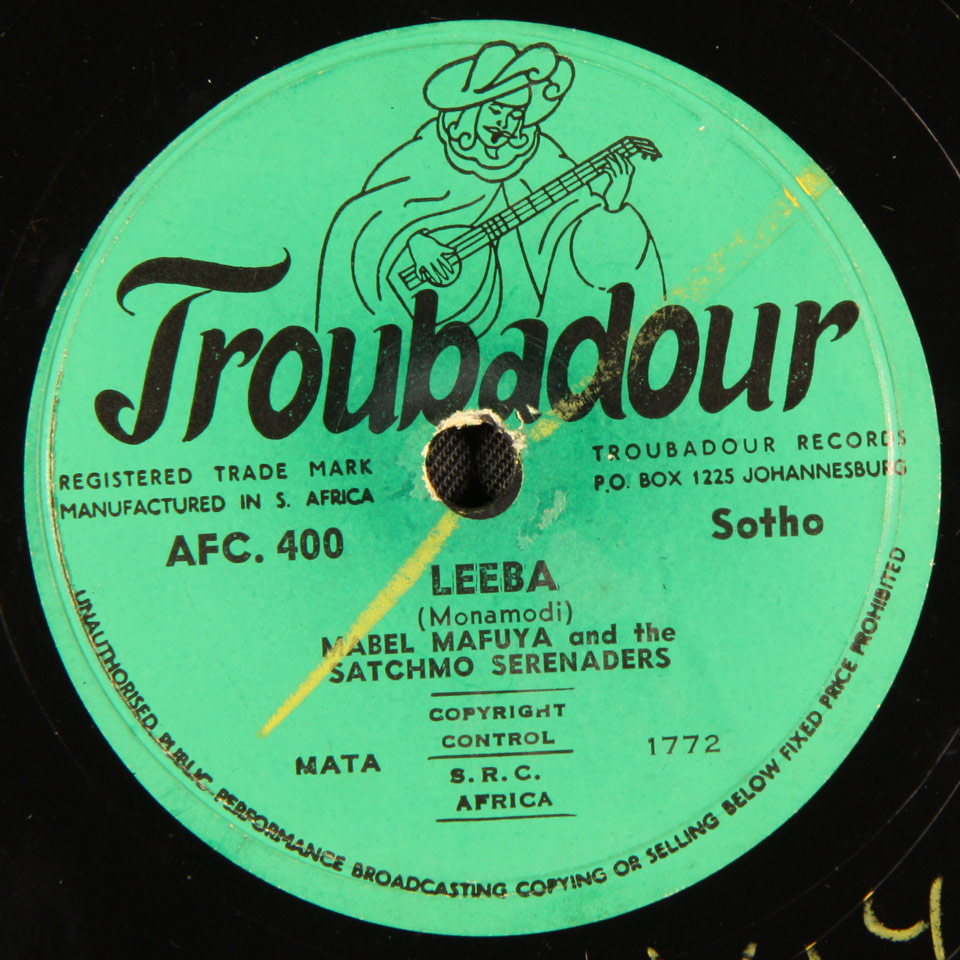 Troubadour
REGISTERED TRADE MARK
MANUFACTURED IN S. AFRICA
TROUBADOUR RECORDS
P.O. BOX 1225 JOHANNESBURG
AFC. 400
Sotho
LEEBA
(Monamodi)
MABEL MAFUYA and the
SATCHMO SERENADERS
COPYRIGHT
CONTROL
MATA
1772
S.R.C.
AFRICA
UNAUTHORISED PUBLIC PERFORMANCE BROADCASTING COPYING OR SELLING BELOW FIXED PRICE PROHIBITED